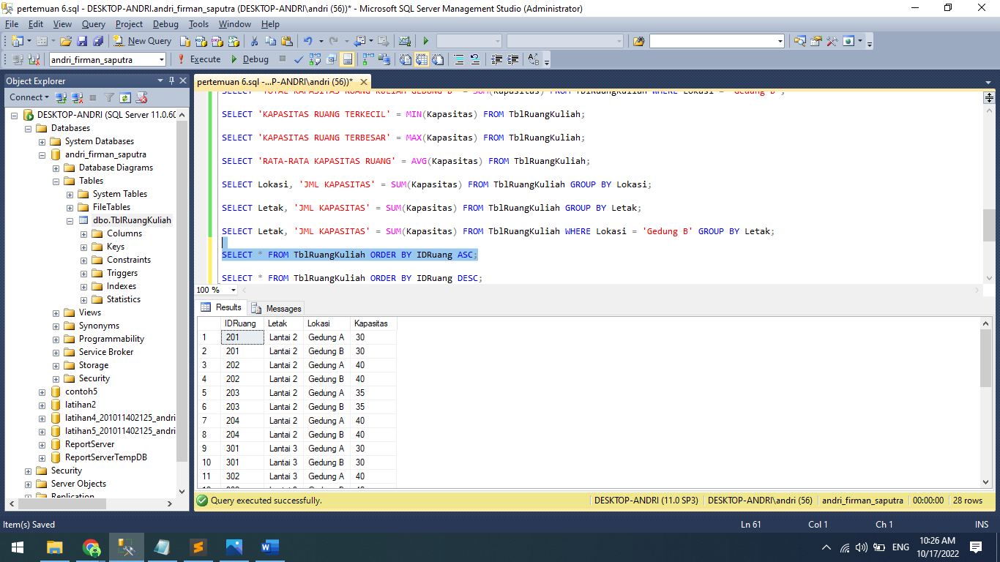 pertemuan 6.sql - DESKTOP-ANDRI.andri_firman_saputra (DESKTOP-ANDRI\andri (56))* - Microsoft SQL Server Management Studio (Administrator)
File Edit View Query Project Debug Tools Window Help
New Query
andri_firman_saputra Execute Debug
Object Explorer
Connect
DESKTOP-ANDRI (SQL Server 11.0.60
Databases
System Databases
andri_firman_saputra
Database Diagrams
Tables
System Tables
FileTables
dbo.TblRuangKuliah
Columns
Keys
Constraints
Triggers
Indexes
Statistics
Views
Synonyms
Programmability
Service Broker
Storage
Security
contoh5
latihan2
latihan4_201011402125_andri
latihan5_201011402125_andri
ReportServer
ReportServerTempDB
Security
Server Objects
Replication
pertemuan 6.sql -...P-ANDRI\andri (56))*
SELECT 'TOTAL KAPASITAS RUANG KULIAH GEDUNG B' = SUM(Kapasitas) FROM TblRuangKuliah WHERE Lokasi = 'Gedung B';
SELECT 'KAPASITAS RUANG TERKECIL' = MIN(Kapasitas) FROM TblRuangKuliah;
SELECT 'KAPASITAS RUANG TERBESAR' = MAX(Kapasitas) FROM TblRuangKuliah;
SELECT 'RATA-RATA KAPASITAS RUANG' = AVG(Kapasitas) FROM TblRuangKuliah;
SELECT Lokasi, 'JML KAPASITAS' = SUM(Kapasitas) FROM TblRuangKuliah GROUP BY Lokasi;
SELECT Letak, 'JML KAPASITAS' = SUM(Kapasitas) FROM TblRuangKuliah GROUP BY Letak;
SELECT Letak, 'JML KAPASITAS' = SUM(Kapasitas) FROM TblRuangKuliah WHERE Lokasi = 'Gedung B' GROUP BY Letak;
SELECT * FROM TblRuangKuliah ORDER BY IDRuang ASC;
SELECT * FROM TblRuangKuliah ORDER BY IDRuang DESC;
100 %
Results Messages
IDRuang Letak Lokasi Kapasitas
1 201 Lantai 2 Gedung A 30
2 201 Lantai 2 Gedung B 30
3 202 Lantai 2 Gedung A 40
4 202 Lantai 2 Gedung B 40
5 203 Lantai 2 Gedung A 35
6 203 Lantai 2 Gedung B 35
7 204 Lantai 2 Gedung A 40
8 204 Lantai 2 Gedung B 40
9 301 Lantai 3 Gedung A 30
10 301 Lantai 3 Gedung B 30
11 302 Lantai 3 Gedung A 40
Query executed successfully. DESKTOP-ANDRI (11.0 SP3) DESKTOP-ANDRI\andri (56) andri_firman_saputra 00:00:00 28 rows
Item(s) Saved Ln 61 Col 1 Ch 1 INS
ENG
10:26 AM
10/17/2022